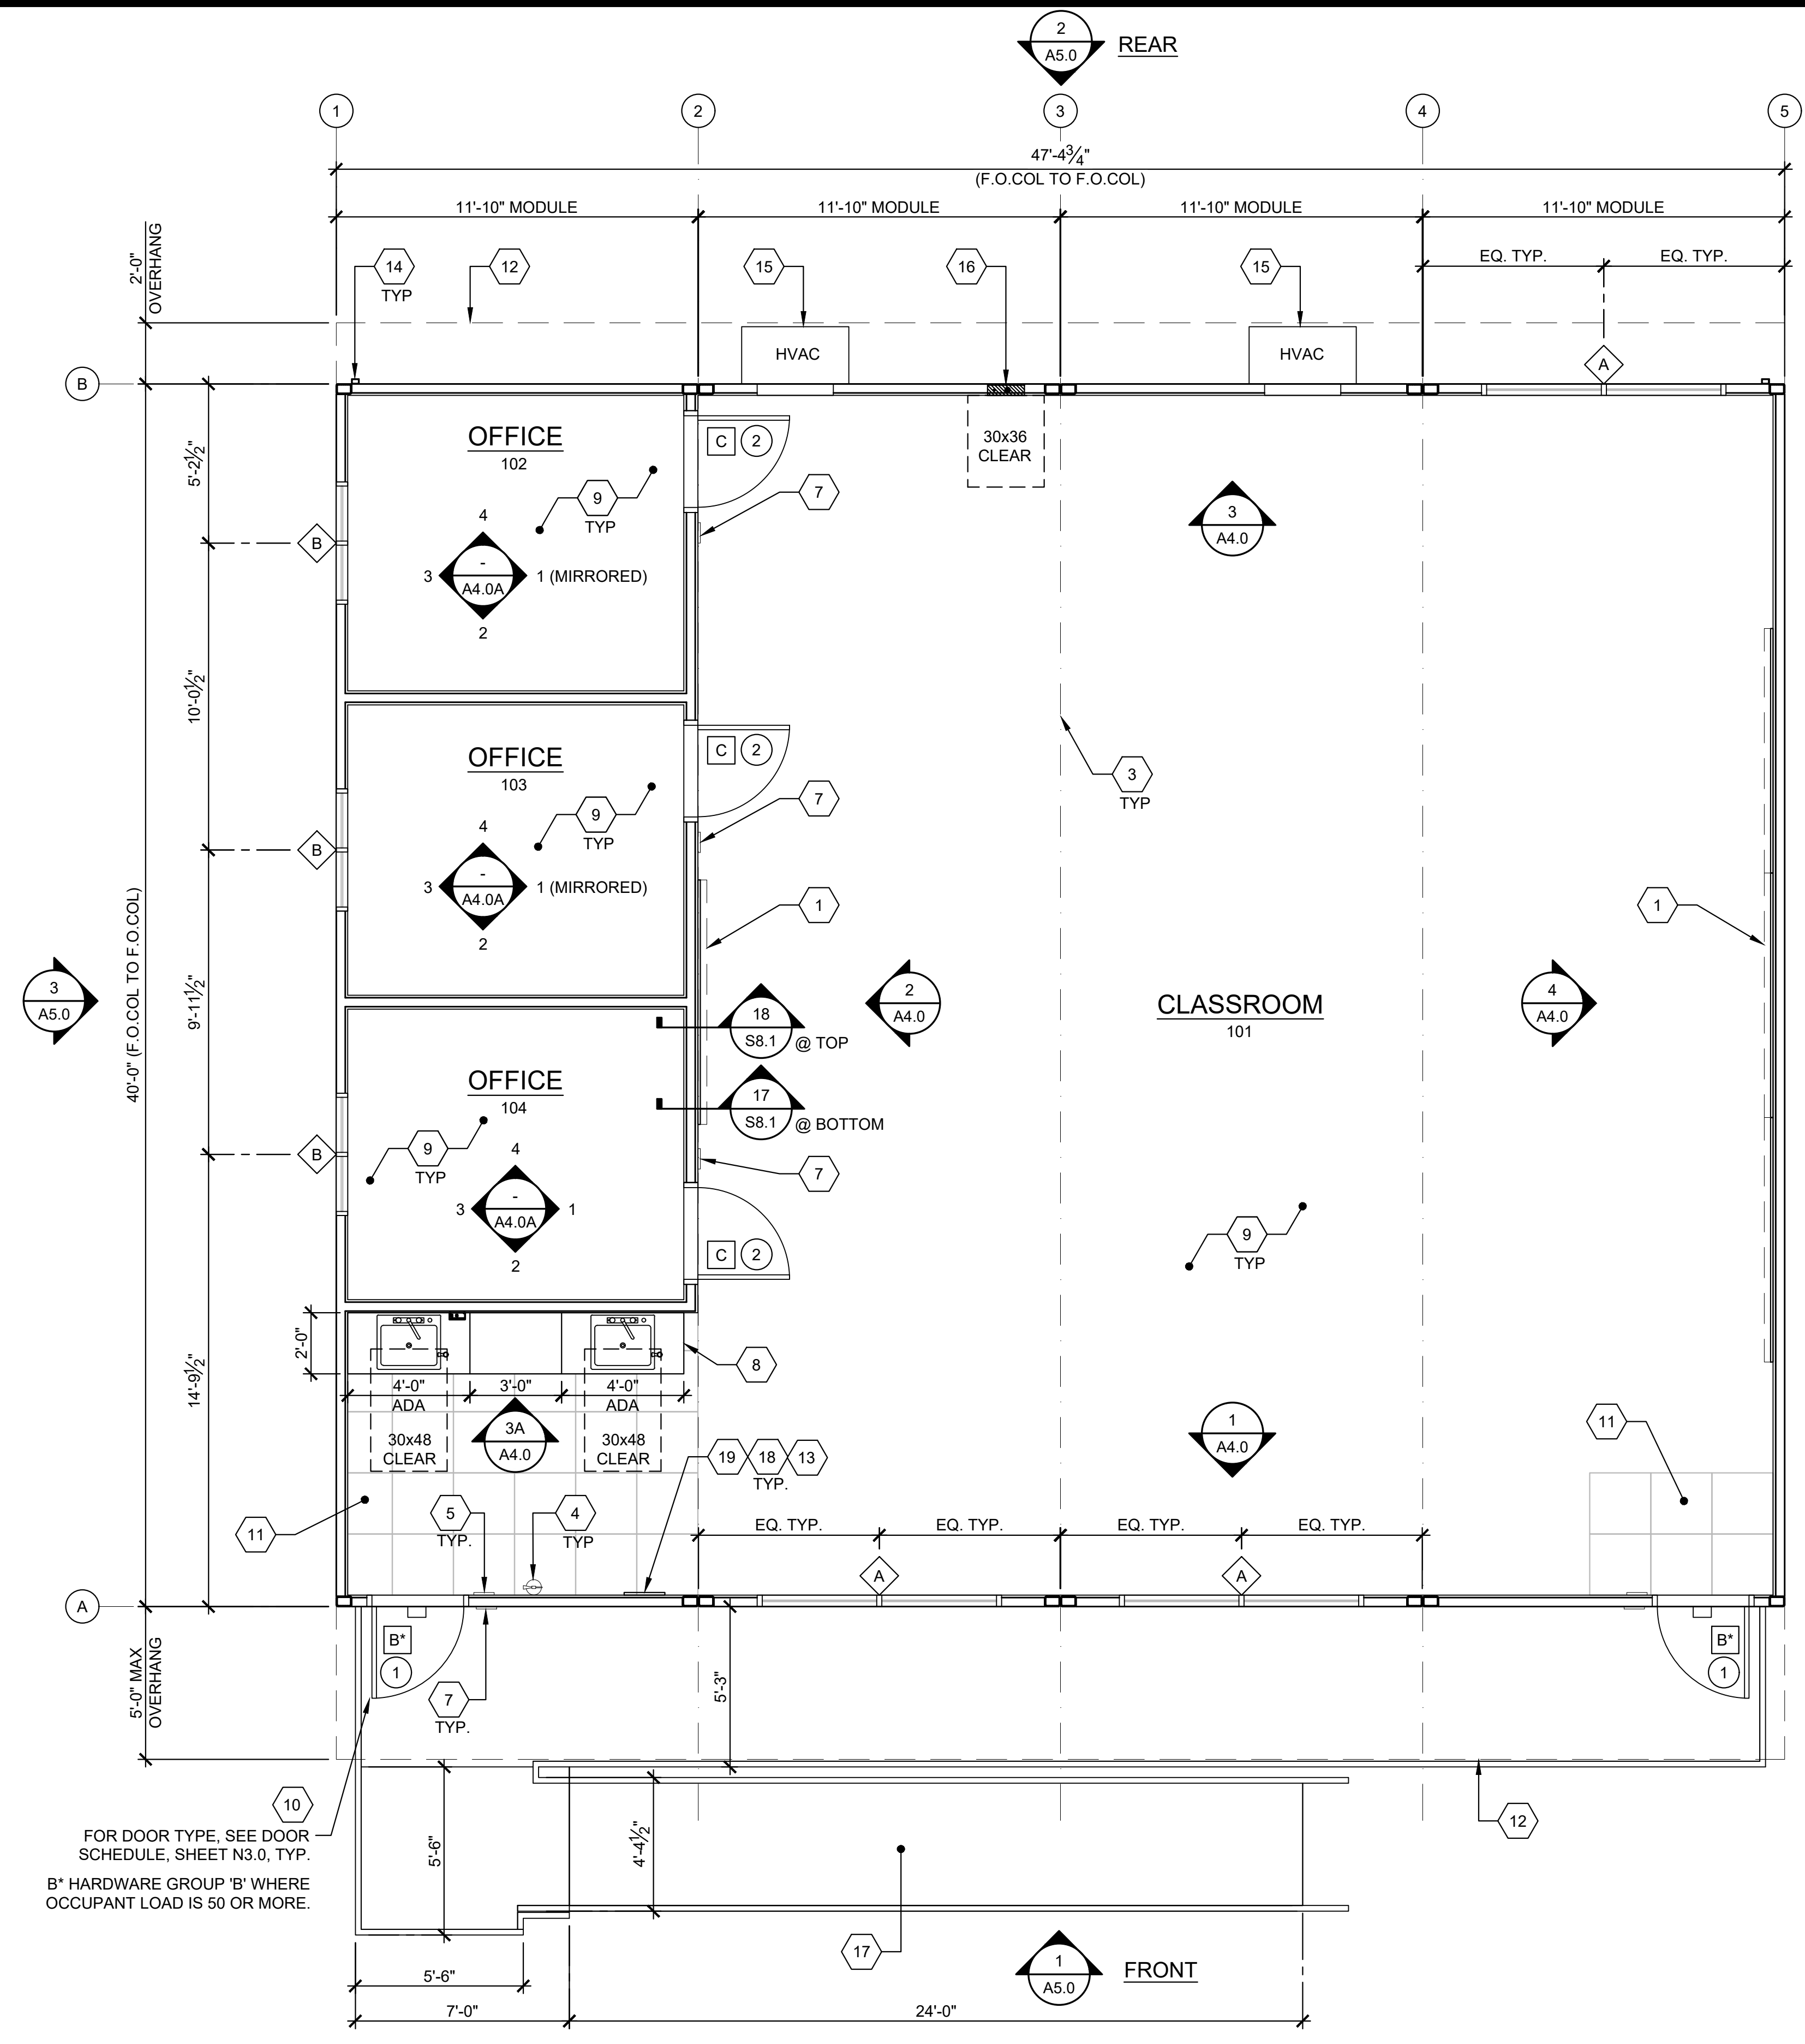 2
A5.0
REAR
1
2
3
4
5
47'-4¾"
(F.O.COL TO F.O.COL)
11'-10" MODULE
11'-10" MODULE
11'-10" MODULE
11'-10" MODULE
2'-0"
OVERHANG
EQ. TYP.
EQ. TYP.
14
TYP
12
15
16
15
HVAC
HVAC
A
B
OFFICE
102
C
2
30x36
CLEAR
5'-2½"
9
TYP
7
3
A4.0
4
B
3
-
A4.0A
1 (MIRRORED)
2
10'-0½"
OFFICE
103
C
2
3
TYP
9
TYP
7
4
B
3
-
A4.0A
1 (MIRRORED)
2
1
1
40'-0" (F.O.COL TO F.O.COL)
3
A5.0
9'-11½"
18
S8.1
@ TOP
2
A4.0
CLASSROOM
101
4
A4.0
OFFICE
104
17
S8.1
@ BOTTOM
9
TYP
4
B
7
3
-
A4.0A
1
2
C
2
9
TYP
2'-0"
8
14'-9½"
4'-0"
ADA
3'-0"
4'-0"
ADA
30x48
CLEAR
3A
A4.0
30x48
CLEAR
1
A4.0
11
19
18
13
TYP.
11
5
TYP.
4
TYP
EQ. TYP.
EQ. TYP.
EQ. TYP.
EQ. TYP.
A
A
A
B*
1
B*
1
5'-0" MAX
OVERHANG
7
TYP.
5'-3"
10
FOR DOOR TYPE, SEE DOOR
SCHEDULE, SHEET N3.0, TYP.
B* HARDWARE GROUP 'B' WHERE
OCCUPANT LOAD IS 50 OR MORE.
5'-6"
4'-4½"
12
17
1
A5.0
FRONT
5'-6"
7'-0"
24'-0"